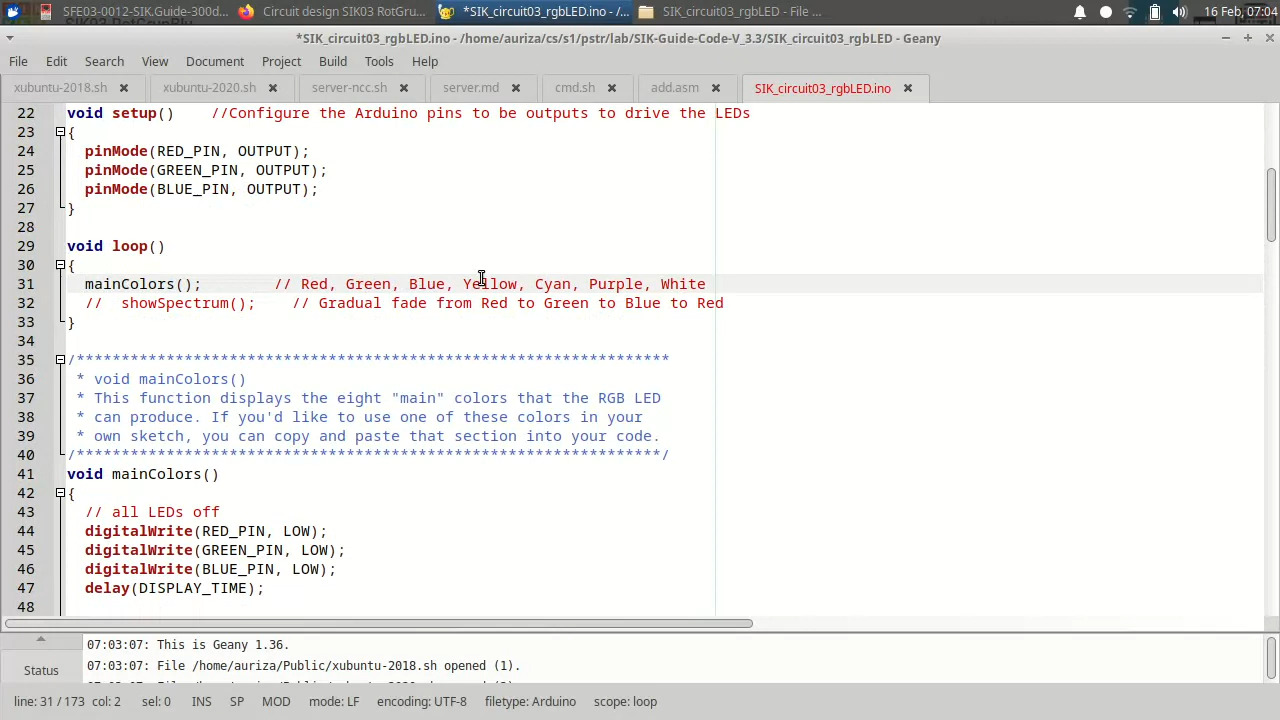 SFE03-0012-SIK.Guide-300d... Circuit design SIK03 RotGru... *SIK_circuit03_rgbLED.ino - /... SIK_circuit03_rgbLED - File ... 16 Feb, 07:04
*SIK_circuit03_rgbLED.ino - /home/auriza/cs/s1/pstr/lab/SIK-Guide-Code-V_3.3/SIK_circuit03_rgbLED - Geany
File Edit Search View Document Project Build Tools Help
xubuntu-2018.sh xubuntu-2020.sh server-ncc.sh server.md cmd.sh add.asm SIK_circuit03_rgbLED.ino
22 void setup() //Configure the Arduino pins to be outputs to drive the LEDs
23 {
24 pinMode(RED_PIN, OUTPUT);
25 pinMode(GREEN_PIN, OUTPUT);
26 pinMode(BLUE_PIN, OUTPUT);
27 }
28
29 void loop()
30 {
31 mainColors(); // Red, Green, Blue, Yellow, Cyan, Purple, White
32 // showSpectrum(); // Gradual fade from Red to Green to Blue to Red
33 }
34
35 /******************************************************************
36 * void mainColors()
37 * This function displays the eight "main" colors that the RGB LED
38 * can produce. If you'd like to use one of these colors in your
39 * own sketch, you can copy and paste that section into your code.
40 /*****************************************************************/
41 void mainColors()
42 {
43 // all LEDs off
44 digitalWrite(RED_PIN, LOW);
45 digitalWrite(GREEN_PIN, LOW);
46 digitalWrite(BLUE_PIN, LOW);
47 delay(DISPLAY_TIME);
48
07:03:07: This is Geany 1.36.
Status 07:03:07: File /home/auriza/Public/xubuntu-2018.sh opened (1).
line: 31 / 173 col: 2 sel: 0 INS SP MOD mode: LF encoding: UTF-8 filetype: Arduino scope: loop